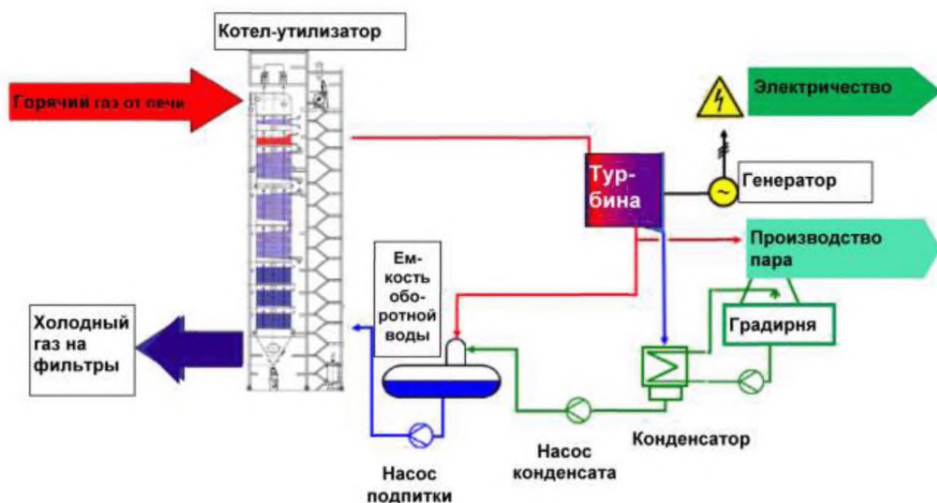 Котел-утилизатор
Горячий газ от печи
Электричество
Тур-
бина
Генератор
Производство
пара
Ем-
кость обо-
ротной
воды
Холодный
газ на
фильтры
Градирня
Конденсатор
Насос
конденсата
Насос
подпитки